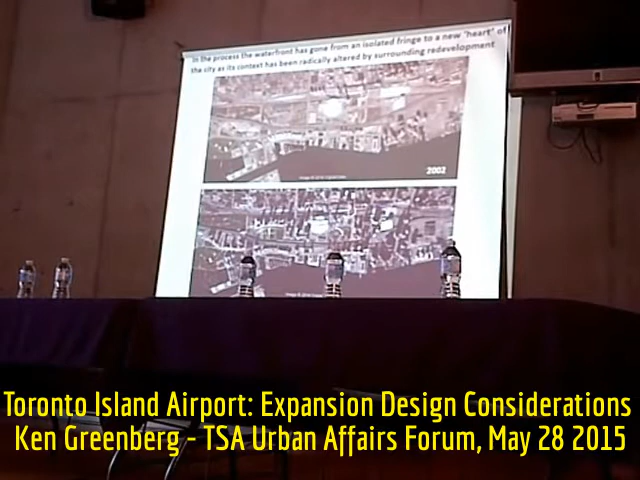 In the process the waterfront has gone from an isolated fringe to a new "heart" of
the city as its context has been radically altered by surrounding redevelopment
2002
Toronto Island Airport: Expansion Design Considerations
Ken Greenberg - TSA Urban Affairs Forum, May 28 2015